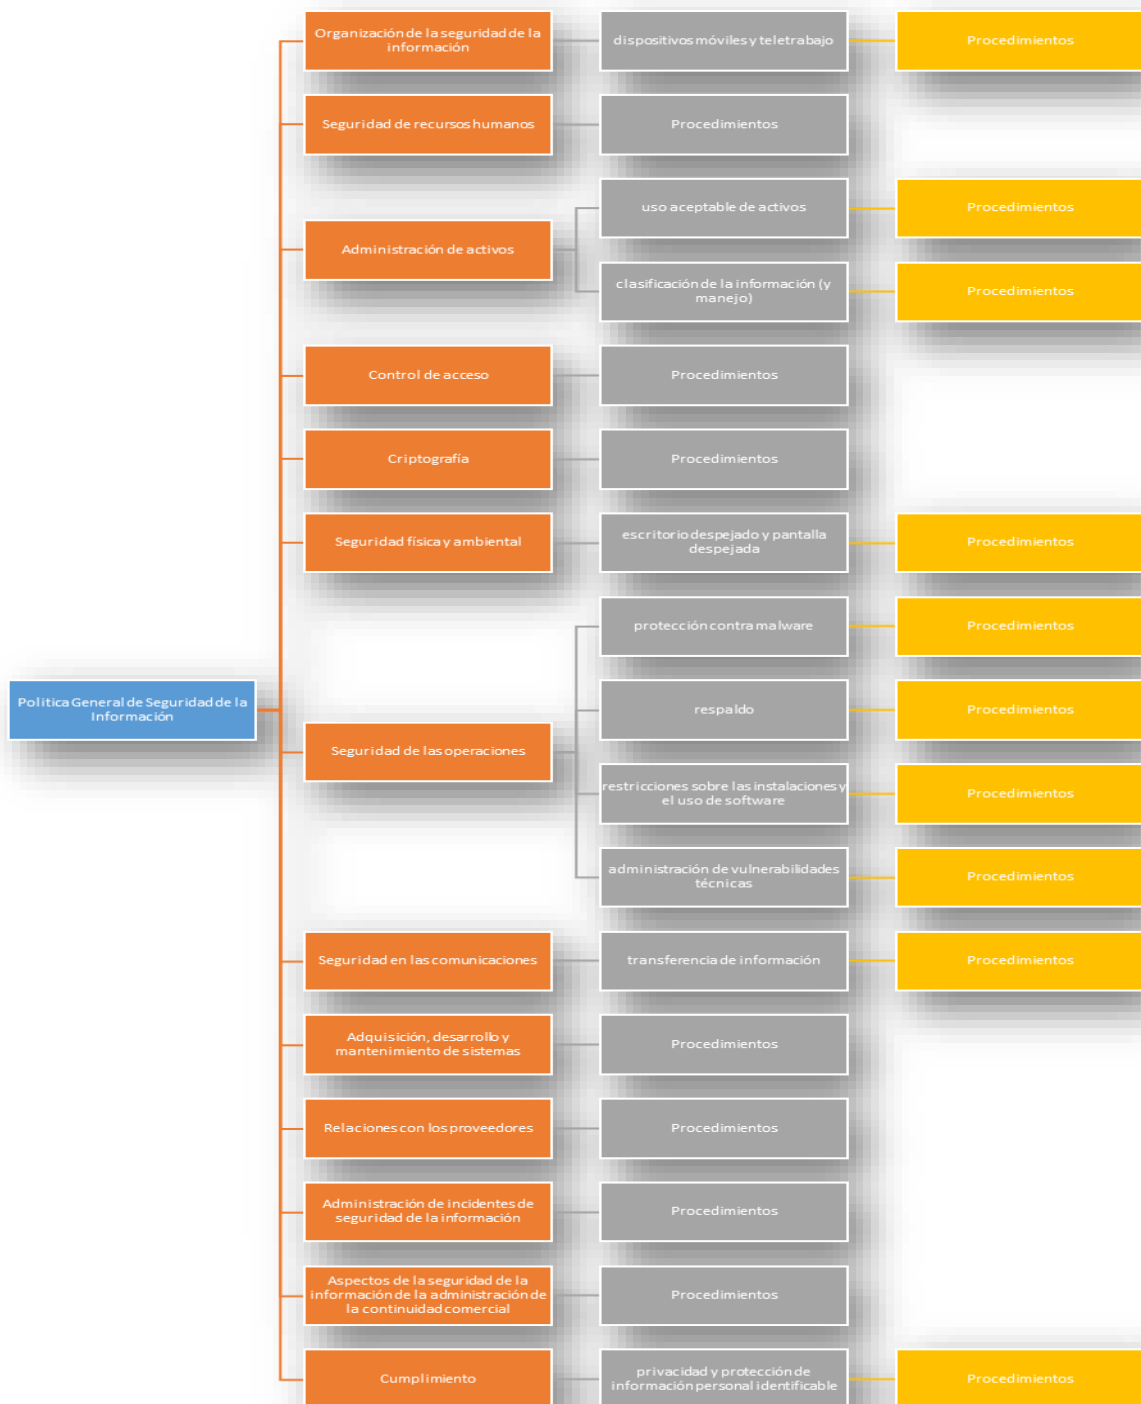 Organización de la seguridad de la
información
dispositivos móviles y teletrabajo
Procedimientos
Seguridad de recursos humanos
Procedimientos
Administración de activos
uso aceptable de activos
Procedimientos
clasificación de la información (y
manejo)
Procedimientos
Control de acceso
Procedimientos
Criptografía
Procedimientos
Seguridad física y ambiental
escritorio despejado y pantalla
despejada
Procedimientos
Política General de Seguridad de la
Información
Seguridad de las operaciones
protección contra malware
Procedimientos
respaldo
Procedimientos
restricciones sobre las instalaciones y
el uso de software
Procedimientos
administración de vulnerabilidades
técnicas
Procedimientos
Seguridad en las comunicaciones
transferencia de información
Procedimientos
Adquisición, desarrollo y
mantenimiento de sistemas
Procedimientos
Relaciones con los proveedores
Procedimientos
Administración de incidentes de
seguridad de la información
Procedimientos
Aspectos de la seguridad de la
información de la administración de
la continuidad comercial
Procedimientos
Cumplimiento
privacidad y protección de
información personal identificable
Procedimientos